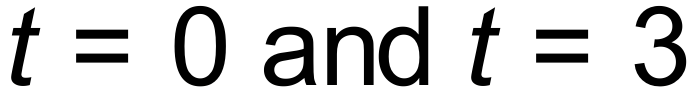 t = 0 and t = 3